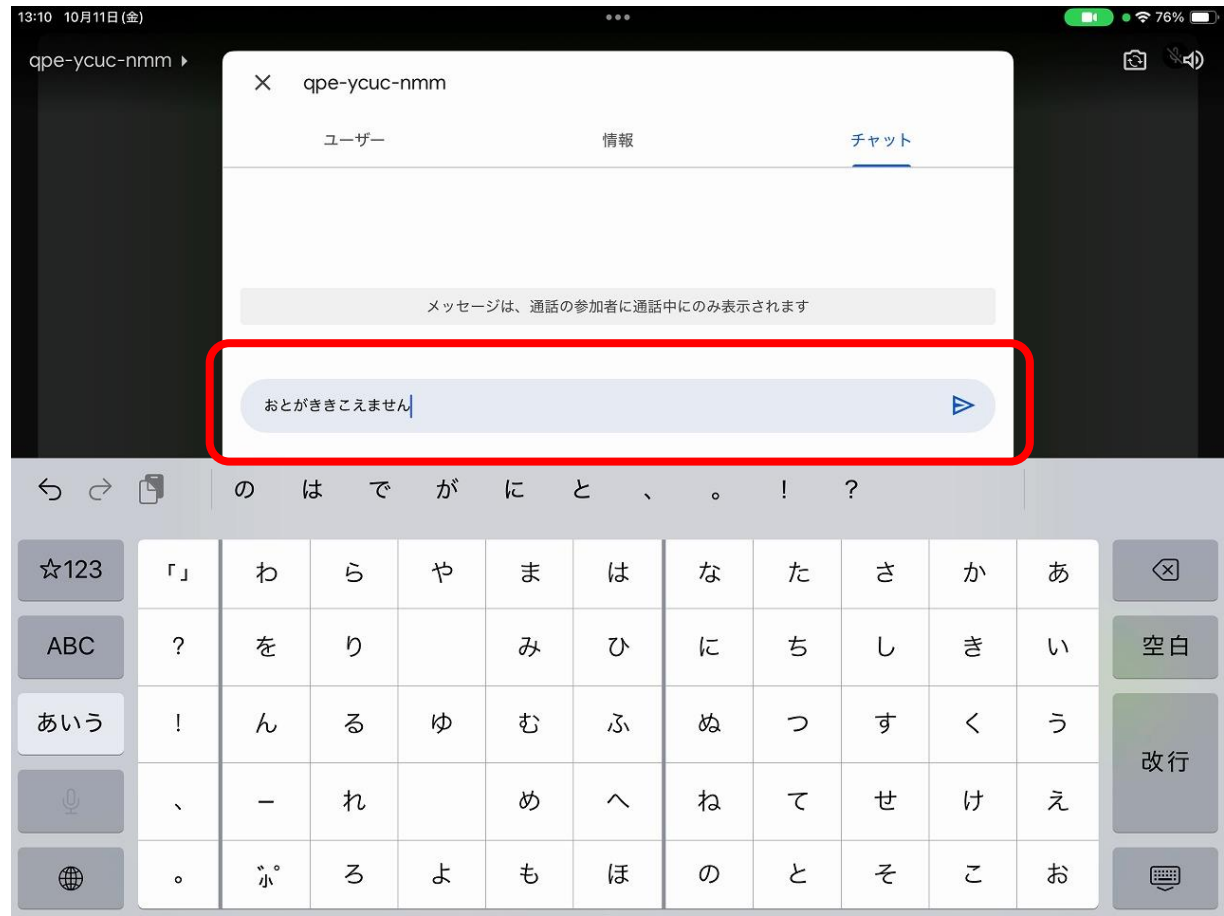 13:10 10月11日(金)
76%
qpe-ycuc-nmm
qpe-ycuc-nmm
ユーザー 情報 チャット
メッセージは、通話の参加者に通話中にのみ表示されます
おとがききこえません
の は で が に と 、 。 ! ?
☆123 「」 わ ら や ま は な た さ か あ
ABC ? を り み ひ に ち し き い 空白
あいう ! ん る ゆ む ふ ぬ つ す く う
改行
、 ー れ め へ ね て せ け え
。 ゛゜小 ろ よ も ほ の と そ こ お